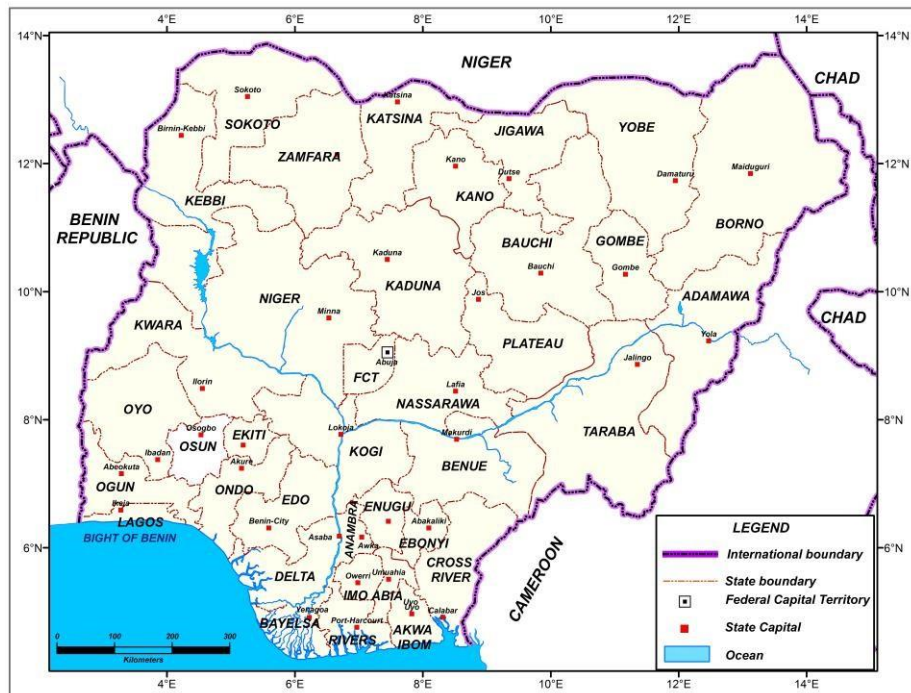 4°E 6°E 8°E 10°E 12°E 14°E
14°N 14°N
NIGER
CHAD
Sokoto
Katsina
SOKOTO
KATSINA
JIGAWA
YOBE
Birnin-Kebbi
ZAMFARA
12°N 12°N
Kano
Dutse
Damaturu
Maiduguri
KANO
KEBBI
BENIN
REPUBLIC
BORNO
BAUCHI
GOMBE
Kaduna
Bauchi
Gombe
KADUNA
NIGER
ADAMAWA
10°N 10°N
Jos
Minna
KWARA
CHAD
Yola
PLATEAU
Abuja
Jalingo
FCT
Ilorin
Lafia
NASSARAWA
OYO
8°N 8°N
Osogbo
EKITI
Lokoja
Makurdi
TARABA
OSUN
KOGI
Ibadan
Akure
BENUE
Abeokuta
OGUN
ONDO
EDO
ENUGU
Ikeja
LAGOS
Benin-City
ANAMBRA
Abakaliki
BIGHT OF BENIN
Asaba
Awka
EBONYI
6°N 6°N
CROSS
RIVER
CAMEROON
DELTA
Owerri
Umuahia
IMO
ABIA
Yenagoa
BAYELSA
Port-Harcourt
RIVERS
Uyo
Uyo
AKWA
IBOM
Calabar
0 100 200 300
Kilometers
LEGEND
International boundary
State boundary
Federal Capital Territory
State Capital
Ocean
4°E 6°E 8°E 10°E 12°E 14°E